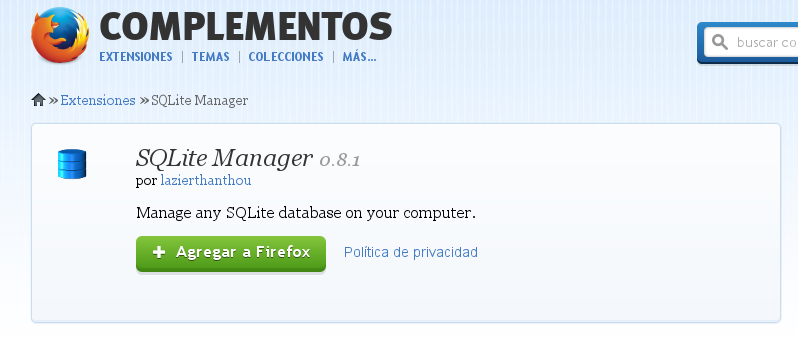 COMPLEMENTOS
EXTENSIONES | TEMAS | COLECCIONES | MÁS...
buscar co
» Extensiones » SQLite Manager
SQLite Manager 0.8.1
por lazierthanthou
Manage any SQLite database on your computer.
+ Agregar a Firefox Política de privacidad